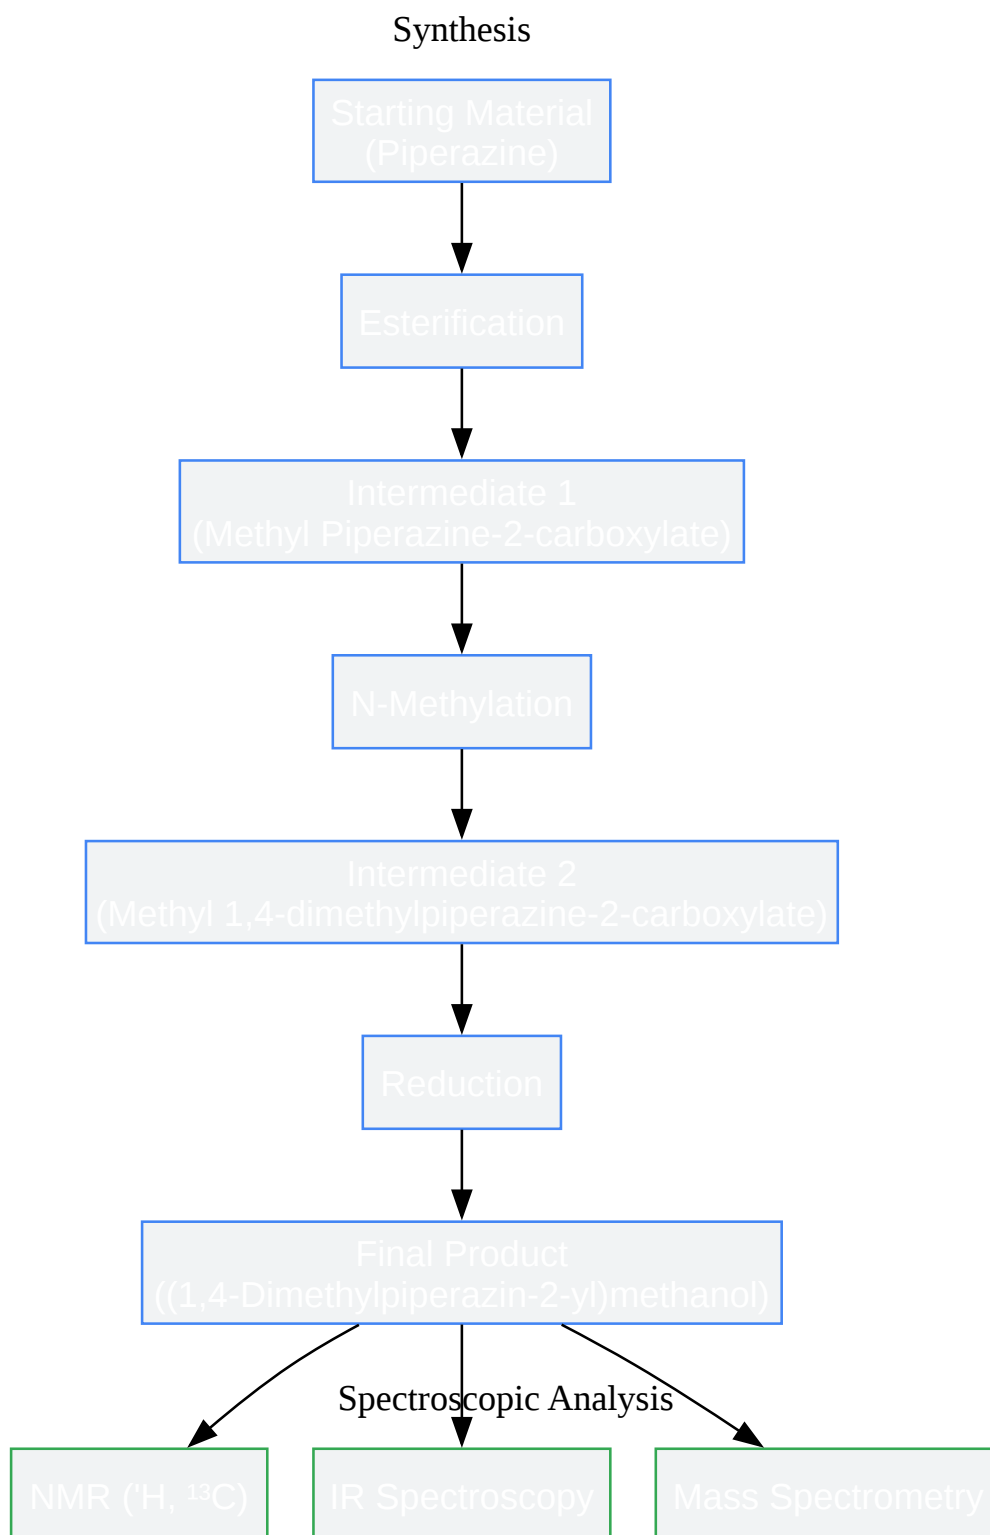 Synthesis
Starting Material
(Piperazine)
Esterification
Intermediate 1
(Methyl Piperazine-2-carboxylate)
N-Methylation
Intermediate 2
(Methyl 1,4-dimethylpiperazine-2-carboxylate)
Reduction
Final Product
((1,4-Dimethylpiperazin-2-yl)methanol)
Spectroscopic Analysis
NMR ('H, ¹³C)
IR Spectroscopy
Mass Spectrometry